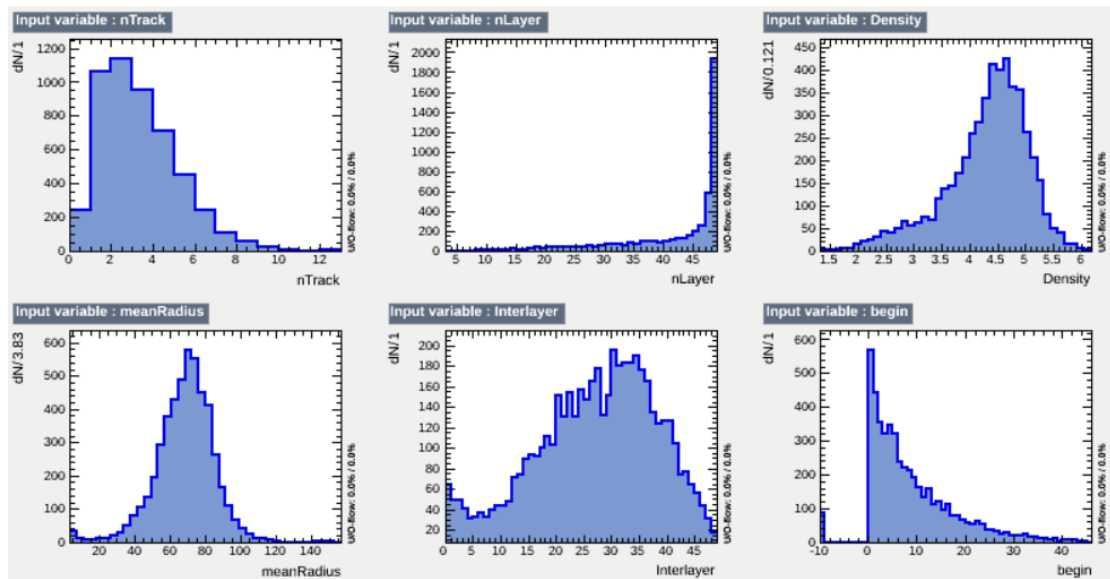 Input variable : nTrack
dN/ 1
1200
1000
800
600
400
200
0
0 2 4 6 8 10 12
nTrack
U/O-flow: 0.0% / 0.0%
Input variable : nLayer
dN/ 1
2000
1800
1600
1400
1200
1000
800
600
400
200
0
5 10 15 20 25 30 35 40 45
nLayer
U/O-flow: 0.0% / 0.0%
Input variable : Density
dN/ 0.121
450
400
350
300
250
200
150
100
50
0
1.5 2 2.5 3 3.5 4 4.5 5 5.5 6
Density
U/O-flow: 0.0% / 0.0%
Input variable : meanRadius
dN/ 3.83
600
500
400
300
200
100
0
20 40 60 80 100 120 140
meanRadius
U/O-flow: 0.0% / 0.0%
Input variable : Interlayer
dN/ 1
200
180
160
140
120
100
80
60
40
20
0 5 10 15 20 25 30 35 40 45
Interlayer
U/O-flow: 0.0% / 0.0%
Input variable : begin
dN/ 1
600
500
400
300
200
100
0
-10 0 10 20 30 40
begin
U/O-flow: 0.0% / 0.0%